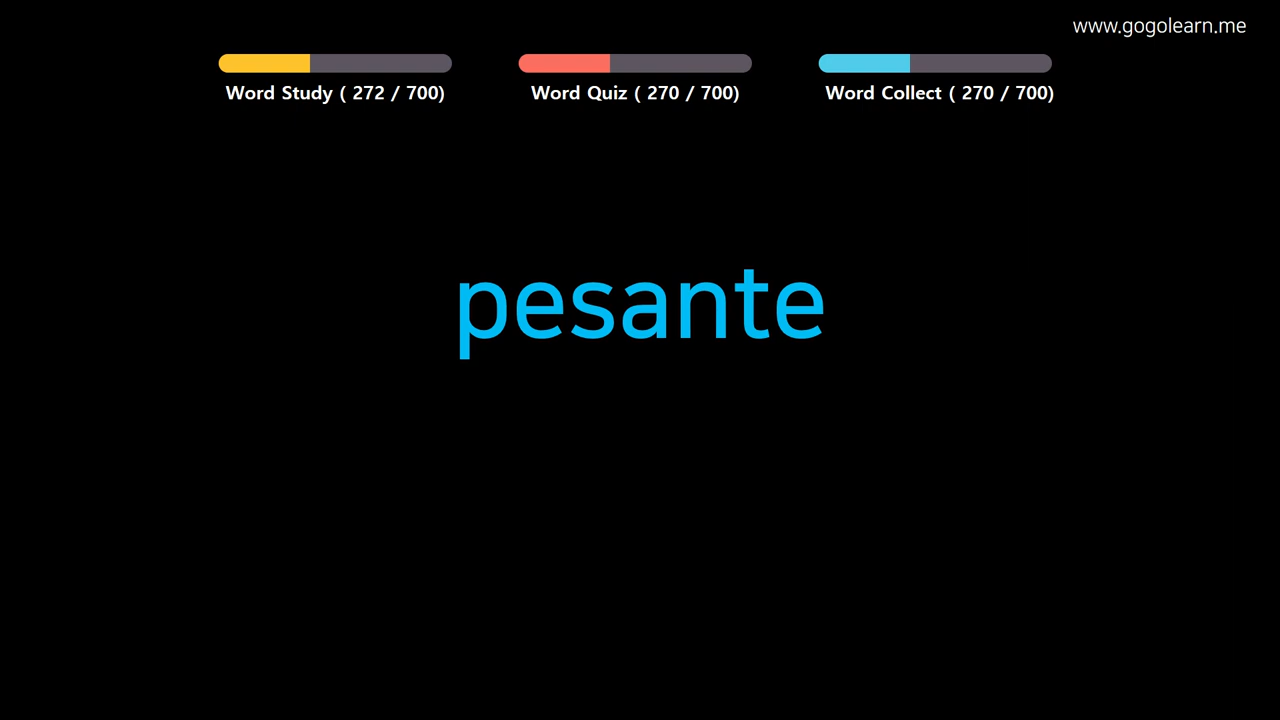 www.gogolearn.me
Word Study ( 272 / 700)
Word Quiz ( 270 / 700)
Word Collect ( 270 / 700)
pesante